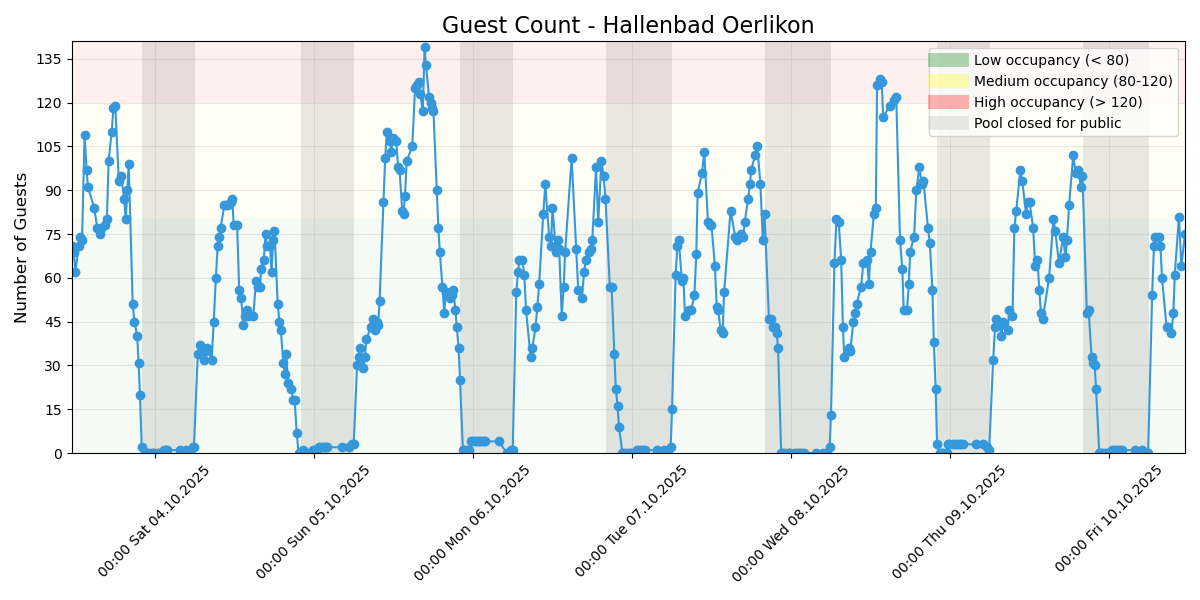 Guest Count - Hallenbad Oerlikon
Number of Guests
135
120
105
90
75
60
45
30
15
0
Low occupancy (< 80)
Medium occupancy (80-120)
High occupancy (> 120)
Pool closed for public
00:00 Sat 04.10.2025
00:00 Sun 05.10.2025
00:00 Mon 06.10.2025
00:00 Tue 07.10.2025
00:00 Wed 08.10.2025
00:00 Thu 09.10.2025
00:00 Fri 10.10.2025